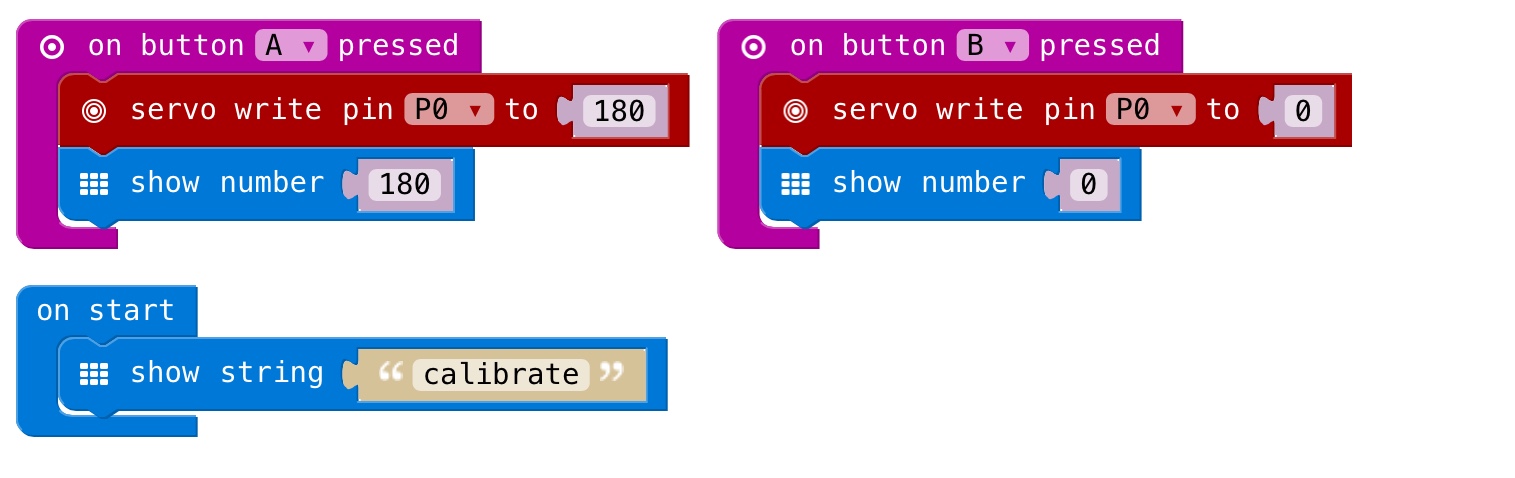 on button A ▼ pressed
servo write pin P0 ▼ to 180
show number 180
on button B ▼ pressed
servo write pin P0 ▼ to 0
show number 0
on start
show string “ calibrate ”